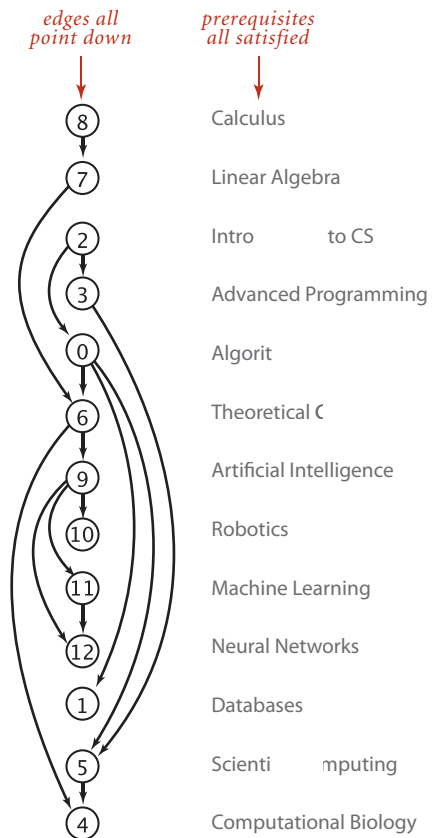 edges all prerequisites
point down all satisfied
8 Calculus
7 Linear Algebra
2 Intro to CS
3 Advanced Programming
0 Algorit
6 Theoretical
9 Artificial Intelligence
10 Robotics
11 Machine Learning
12 Neural Networks
1 Databases
5 Scienti mputing
4 Computational Biology